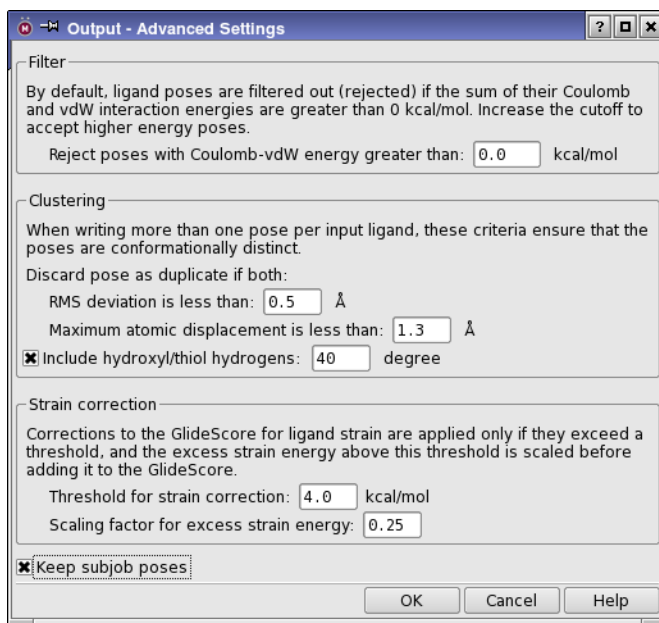 Output - Advanced Settings
Filter
By default, ligand poses are filtered out (rejected) if the sum of their Coulomb
and vdW interaction energies are greater than 0 kcal/mol. Increase the cutoff to
accept higher energy poses.
Reject poses with Coulomb-vdW energy greater than: 0.0 kcal/mol
Clustering
When writing more than one pose per input ligand, these criteria ensure that the
poses are conformationally distinct.
Discard pose as duplicate if both:
RMS deviation is less than: 0.5 Å
Maximum atomic displacement is less than: 1.3 Å
Include hydroxyl/thiol hydrogens: 40 degree
Strain correction
Corrections to the GlideScore for ligand strain are applied only if they exceed a
threshold, and the excess strain energy above this threshold is scaled before
adding it to the GlideScore.
Threshold for strain correction: 4.0 kcal/mol
Scaling factor for excess strain energy: 0.25
Keep subjob poses
OK Cancel Help